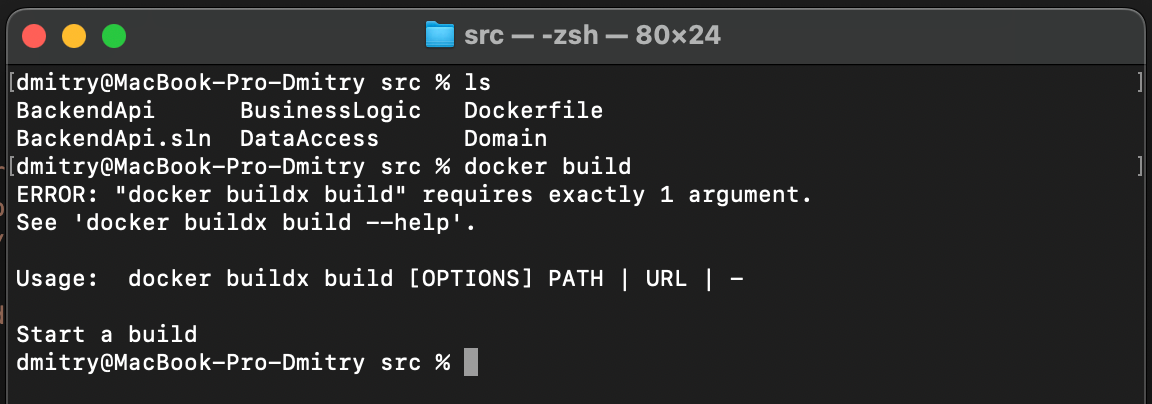 src — -zsh — 80×24
[dmitry@MacBook-Pro-Dmitry src % ls ]
BackendApi BusinessLogic Dockerfile
BackendApi.sln DataAccess Domain
[dmitry@MacBook-Pro-Dmitry src % docker build ]
ERROR: "docker buildx build" requires exactly 1 argument.
See 'docker buildx build --help'.
Usage: docker buildx build [OPTIONS] PATH | URL | -
Start a build
dmitry@MacBook-Pro-Dmitry src %